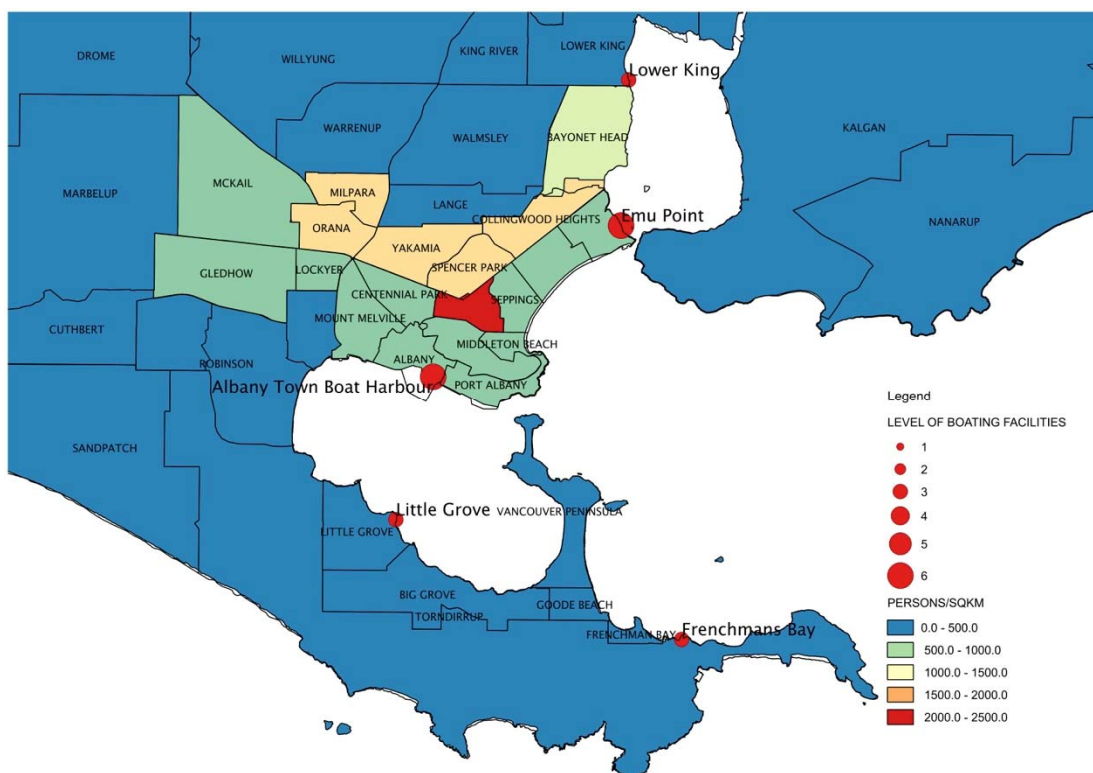 LOWER KING
KING RIVER
DROME
WILLYUNG
Lower King
WARRENUP
WALMSLEY
BAYONET HEAD
KALGAN
MCKAIL
MILPARA
MARBELUP
LANGE
COLLINGWOOD HEIGHTS
Emu Point
NANARUP
ORANA
YAKAMIA
SPENCER PARK
GLEDHOW
LOCKYER
CENTENNIAL PARK
SEPPINGS
MOUNT MELVILLE
CUTHBERT
MIDDLETON BEACH
ROBINSON
ALBANY
Albany Town Boat Harbour
PORT ALBANY
SANDPATCH
Little Grove
VANCOUVER PENINSULA
LITTLE GROVE
BIG GROVE
GOODE BEACH
TORNDIRRUP
FRENCHMAN BAY
Frenchmans Bay
Legend
LEVEL OF BOATING FACILITIES
1
2
3
4
5
6
PERSONS/SQKM
0.0 - 500.0
500.0 - 1000.0
1000.0 - 1500.0
1500.0 - 2000.0
2000.0 - 2500.0